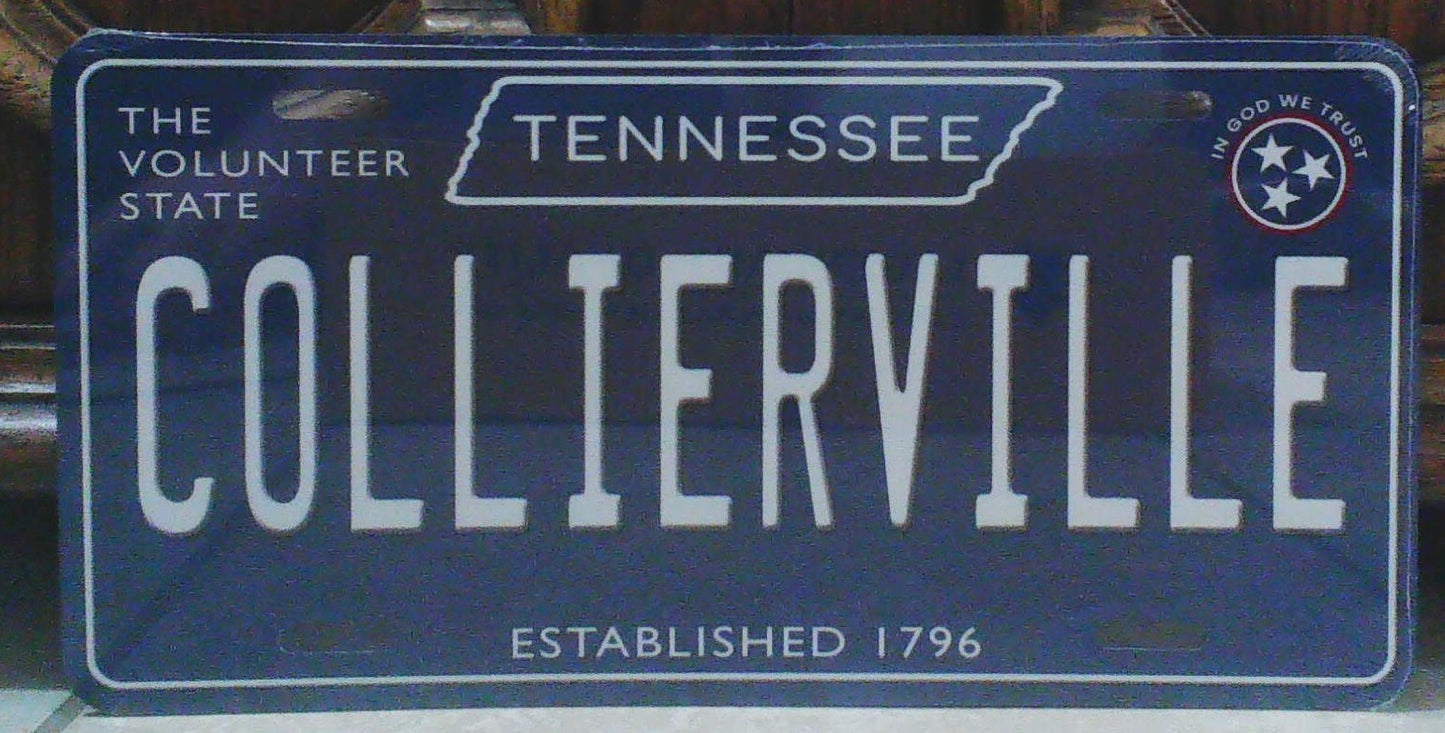 THE
VOLUNTEER
STATE
TENNESSEE
IN GOD WE TRUST
COLLIERVILLE
ESTABLISHED 1796